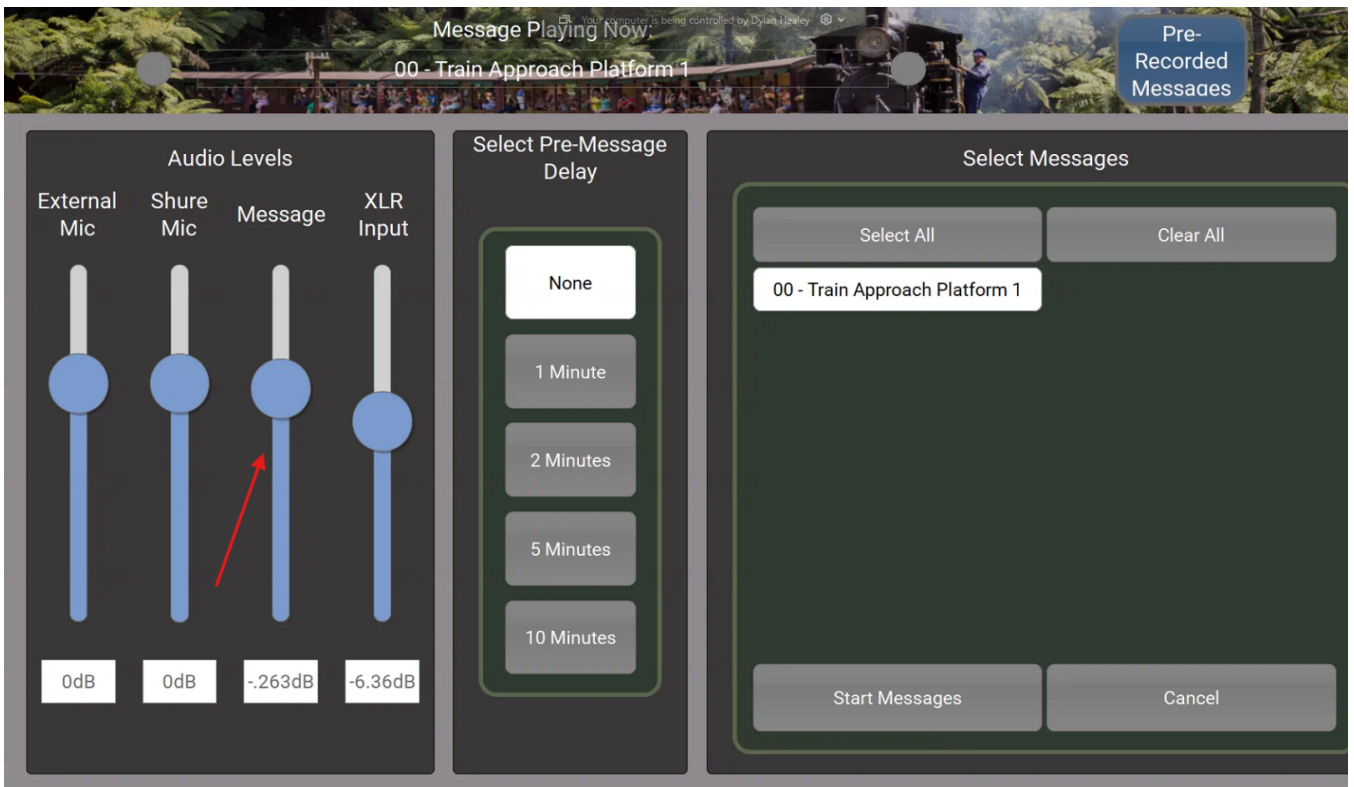 Your computer is being controlled by Dylan Healey
Message Playing Now:
00 - Train Approach Platform 1
Pre-
Recorded
Messages
Audio Levels
External
Mic
Shure
Mic
Message
XLR
Input
0dB
0dB
-.263dB
-6.36dB
Select Pre-Message
Delay
None
1 Minute
2 Minutes
5 Minutes
10 Minutes
Select Messages
Select All
Clear All
00 - Train Approach Platform 1
Start Messages
Cancel